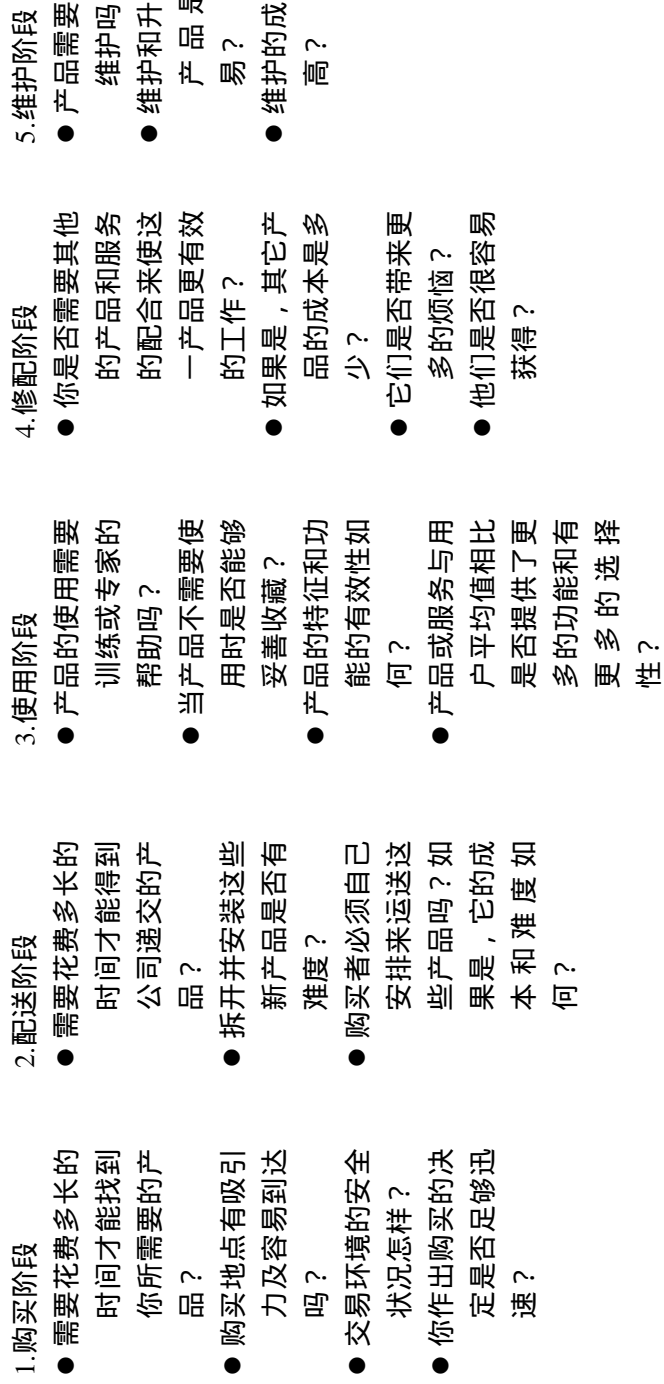 1.购买阶段
● 需要花费多长的
时间才能找到
你所需要的产
品？
● 购买地点有吸引
力及容易到达
吗？
● 交易环境的安全
状况怎样？
● 你作出购买的决
定是否足够迅
速？
2.配送阶段
● 需要花费多长的
时间才能得到
公司递交的产
品？
● 拆开并安装这些
新产品是否有
难度？
● 购买者必须自己
安排来运送这
些产品吗？如
果是，它的成
本和难度如
何？
3.使用阶段
● 产品的使用需要
训练或专家的
帮助吗？
● 当产品不需要使
用时是否能够
妥善收藏？
● 产品的特征和功
能的有效性如
何？
● 产品或服务与用
户平均值相比
是否提供了更
多的功能和有
更多的选择
性？
4.修配阶段
● 你是否需要其他
的产品和服务
的配合来使这
一产品更有效
的工作？
● 如果是，其它产
品的成本是多
少？
● 它们是否带来更
多的烦恼？
● 他们是否很容易
获得？
5.维护阶段
● 产品需要
维护吗
● 维护和升
产品是
易？
● 维护的成
高？